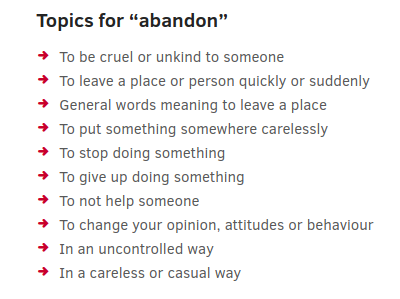 Topics for “abandon”
To be cruel or unkind to someone
To leave a place or person quickly or suddenly
General words meaning to leave a place
To put something somewhere carelessly
To stop doing something
To give up doing something
To not help someone
To change your opinion, attitudes or behaviour
In an uncontrolled way
In a careless or casual way